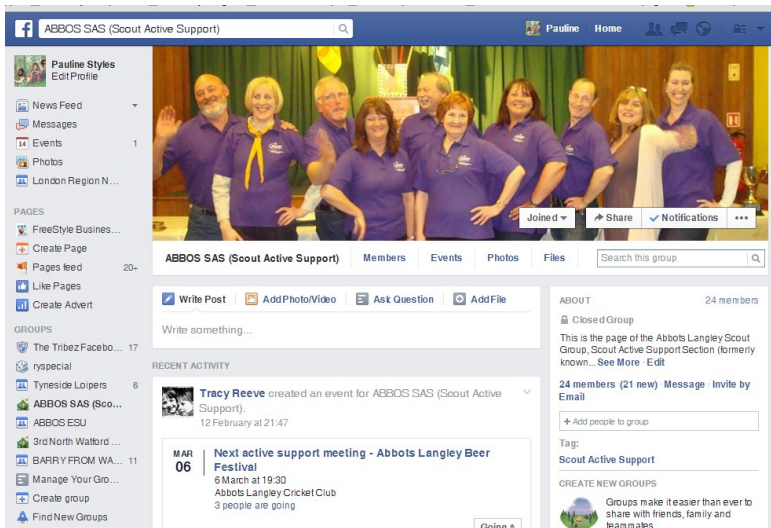 ABBOS SAS (Scout Active Support)
Pauline Home
Pauline Styles
Edit Profile
News Feed
Messages
14 Events 1
Photos
London Region N...
PAGES
FreeStyle Busines...
Create Page
Pages feed 20+
Like Pages
Create Advert
GROUPS
The Tribez Facebo... 17
ryspecial
Tyneside Loipers 6
ABBOS SAS (Sco...
ABBOS ESU
3rd North Watford ...
BARRY FROM WA... 11
Manage Your Gro...
Create group
Find New Groups
Joined Share Notifications
ABBOS SAS (Scout Active Support) Members Events Photos Files Search this group
Write Post Add Photo/Video Ask Question Add File
Write something...
RECENT ACTIVITY
Tracy Reeve created an event for ABBOS SAS (Scout Active
Support).
12 February at 21:47
MAR
06
Next active support meeting - Abbots Langley Beer
Festival
6 March at 19:30
Abbots Langley Cricket Club
3 people are going
Going
ABOUT 24 members
Closed Group
This is the page of the Abbots Langley Scout
Group, Scout Active Support Section (formerly
known... See More · Edit
24 members (21 new) · Message · Invite by
Email
+ Add people to group
Tag:
Scout Active Support
CREATE NEW GROUPS
Groups make it easier than ever to
share with friends, family and
teammates